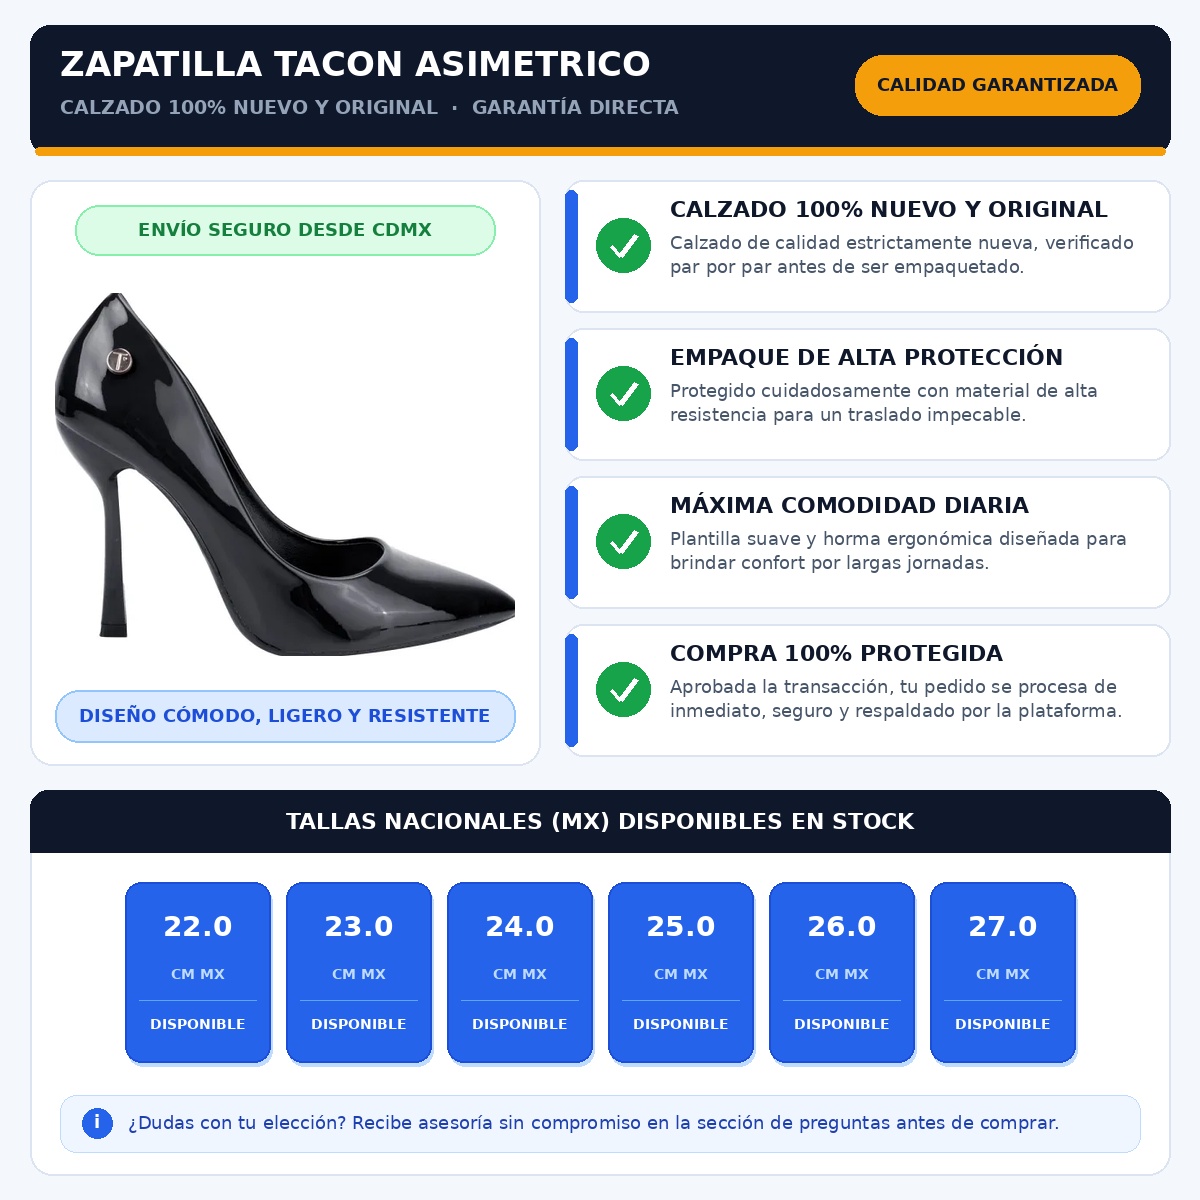 ZAPATILLA TACON ASIMETRICO
CALZADO 100% NUEVO Y ORIGINAL · GARANTÍA DIRECTA
CALIDAD GARANTIZADA
ENVÍO SEGURO DESDE CDMX
T
DISEÑO CÓMODO, LIGERO Y RESISTENTE
CALZADO 100% NUEVO Y ORIGINAL
Calzado de calidad estrictamente nueva, verificado
par por par antes de ser empaquetado.
EMPAQUE DE ALTA PROTECCIÓN
Protegido cuidadosamente con material de alta
resistencia para un traslado impecable.
MÁXIMA COMODIDAD DIARIA
Plantilla suave y horma ergonómica diseñada para
brindar confort por largas jornadas.
COMPRA 100% PROTEGIDA
Aprobada la transacción, tu pedido se procesa de
inmediato, seguro y respaldado por la plataforma.
TALLAS NACIONALES (MX) DISPONIBLES EN STOCK
22.0
CM MX
DISPONIBLE
23.0
CM MX
DISPONIBLE
24.0
CM MX
DISPONIBLE
25.0
CM MX
DISPONIBLE
26.0
CM MX
DISPONIBLE
27.0
CM MX
DISPONIBLE
i ¿Dudas con tu elección? Recibe asesoría sin compromiso en la sección de preguntas antes de comprar.